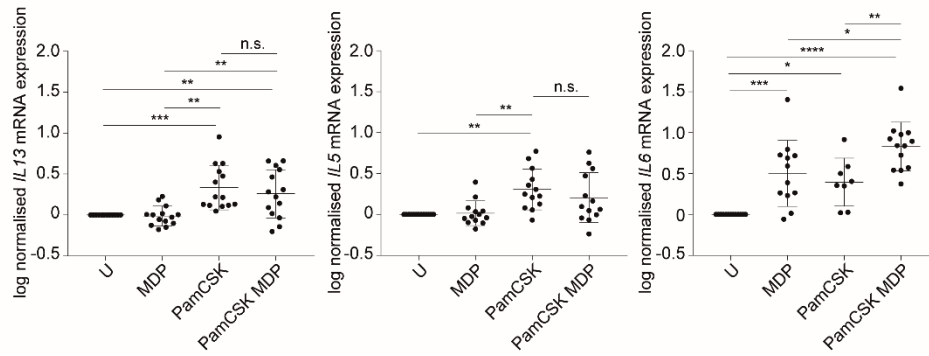 log normalised IL13 mRNA expression
2.0
1.5
1.0
0.5
0
-0.5
n.s.
**
**
**
***
U
MDP
PamCSK
PamCSK MDP
log normalised IL5 mRNA expression
2.0
1.5
1.0
0.5
0
-0.5
n.s.
**
**
U
MDP
PamCSK
PamCSK MDP
log normalised IL6 mRNA expression
2.0
1.5
1.0
0.5
0
-0.5
**
*
****
*
***
U
MDP
PamCSK
PamCSK MDP